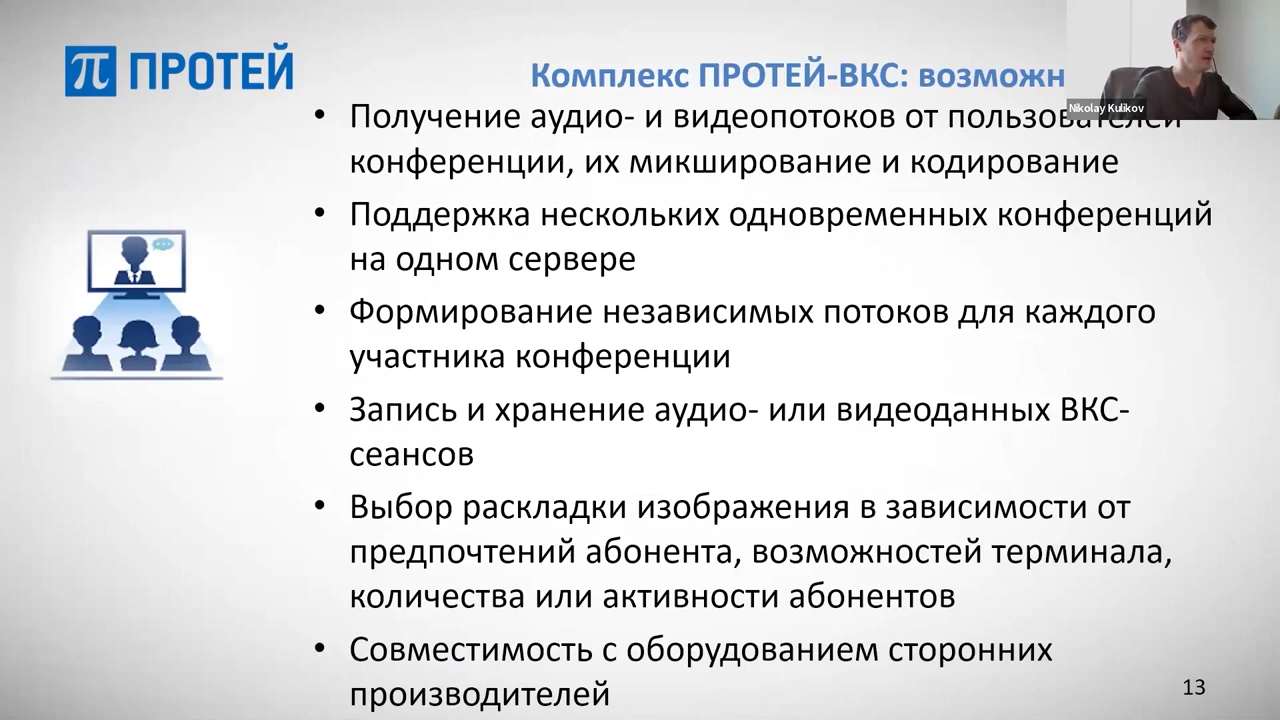 ПРОТЕЙ
Комплекс ПРОТЕЙ-ВКС: возможн
Nikolay Kulikov
• Получение аудио- и видеопотоков от пользователей
конференции, их микширование и кодирование
• Поддержка нескольких одновременных конференций
на одном сервере
• Формирование независимых потоков для каждого
участника конференции
• Запись и хранение аудио- или видеоданных ВКС-
сеансов
• Выбор раскладки изображения в зависимости от
предпочтений абонента, возможностей терминала,
количества или активности абонентов
• Совместимость с оборудованием сторонних
производителей
13